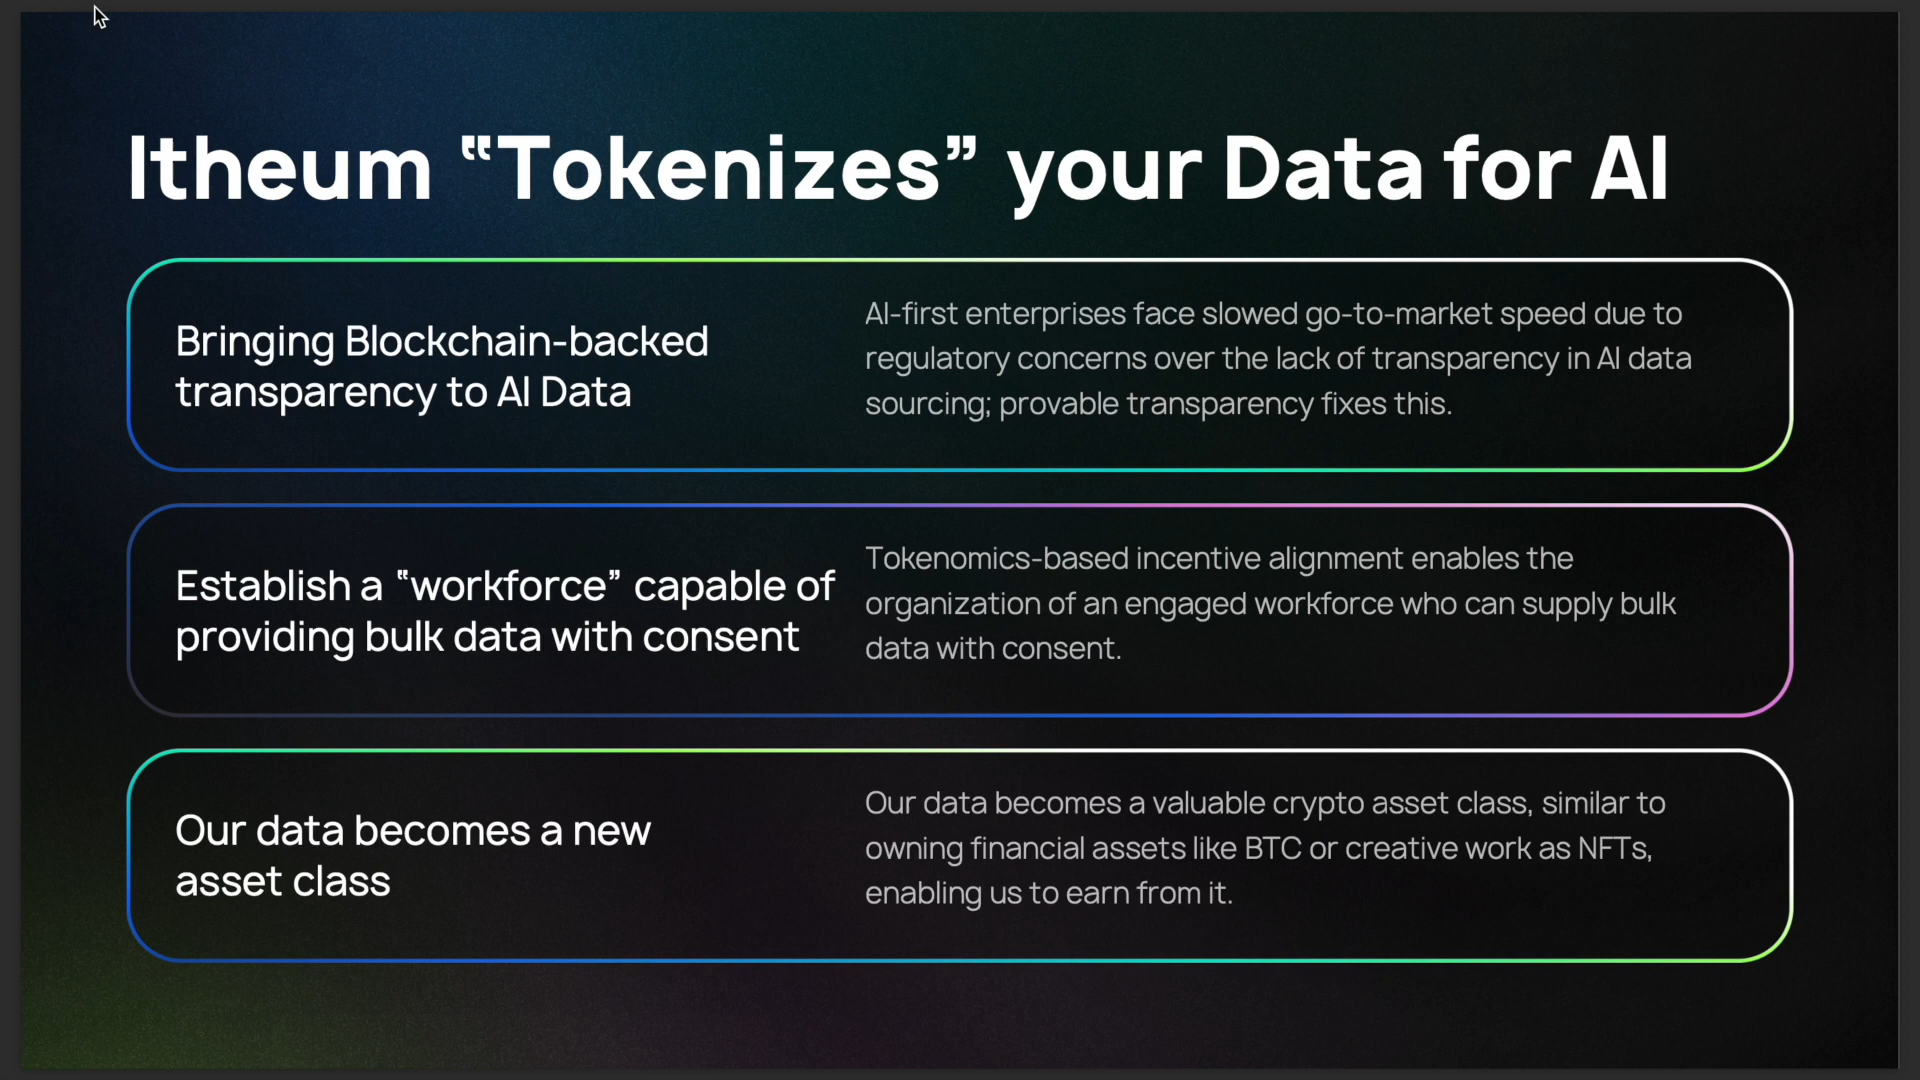 Itheum “Tokenizes” your Data for AI
Bringing Blockchain-backed
transparency to AI Data
AI-first enterprises face slowed go-to-market speed due to
regulatory concerns over the lack of transparency in AI data
sourcing; provable transparency fixes this.
Establish a “workforce” capable of
providing bulk data with consent
Tokenomics-based incentive alignment enables the
organization of an engaged workforce who can supply bulk
data with consent.
Our data becomes a new
asset class
Our data becomes a valuable crypto asset class, similar to
owning financial assets like BTC or creative work as NFTs,
enabling us to earn from it.